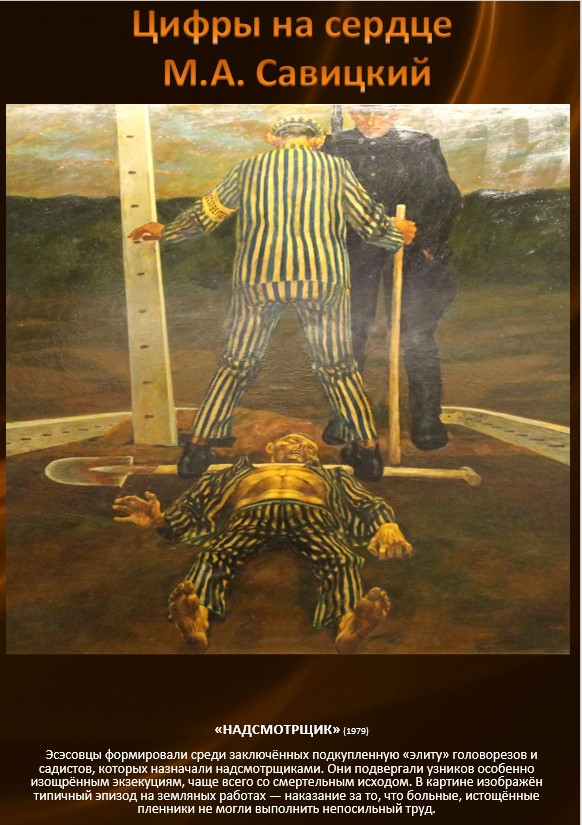 Цифры на сердце
М.А. Савицкий
«НАДСМОТРЩИК» (1979)
Эсэсовцы формировали среди заключённых подкупленную «элиту» головорезов и
садистов, которых назначали надсмотрщиками. Они подвергали узников особенно
изощрённым экзекуциям, чаще всего со смертельным исходом. В картине изображён
типичный эпизод на земляных работах — наказание за то, что больные, истощённые
пленники не могли выполнить непосильный труд.